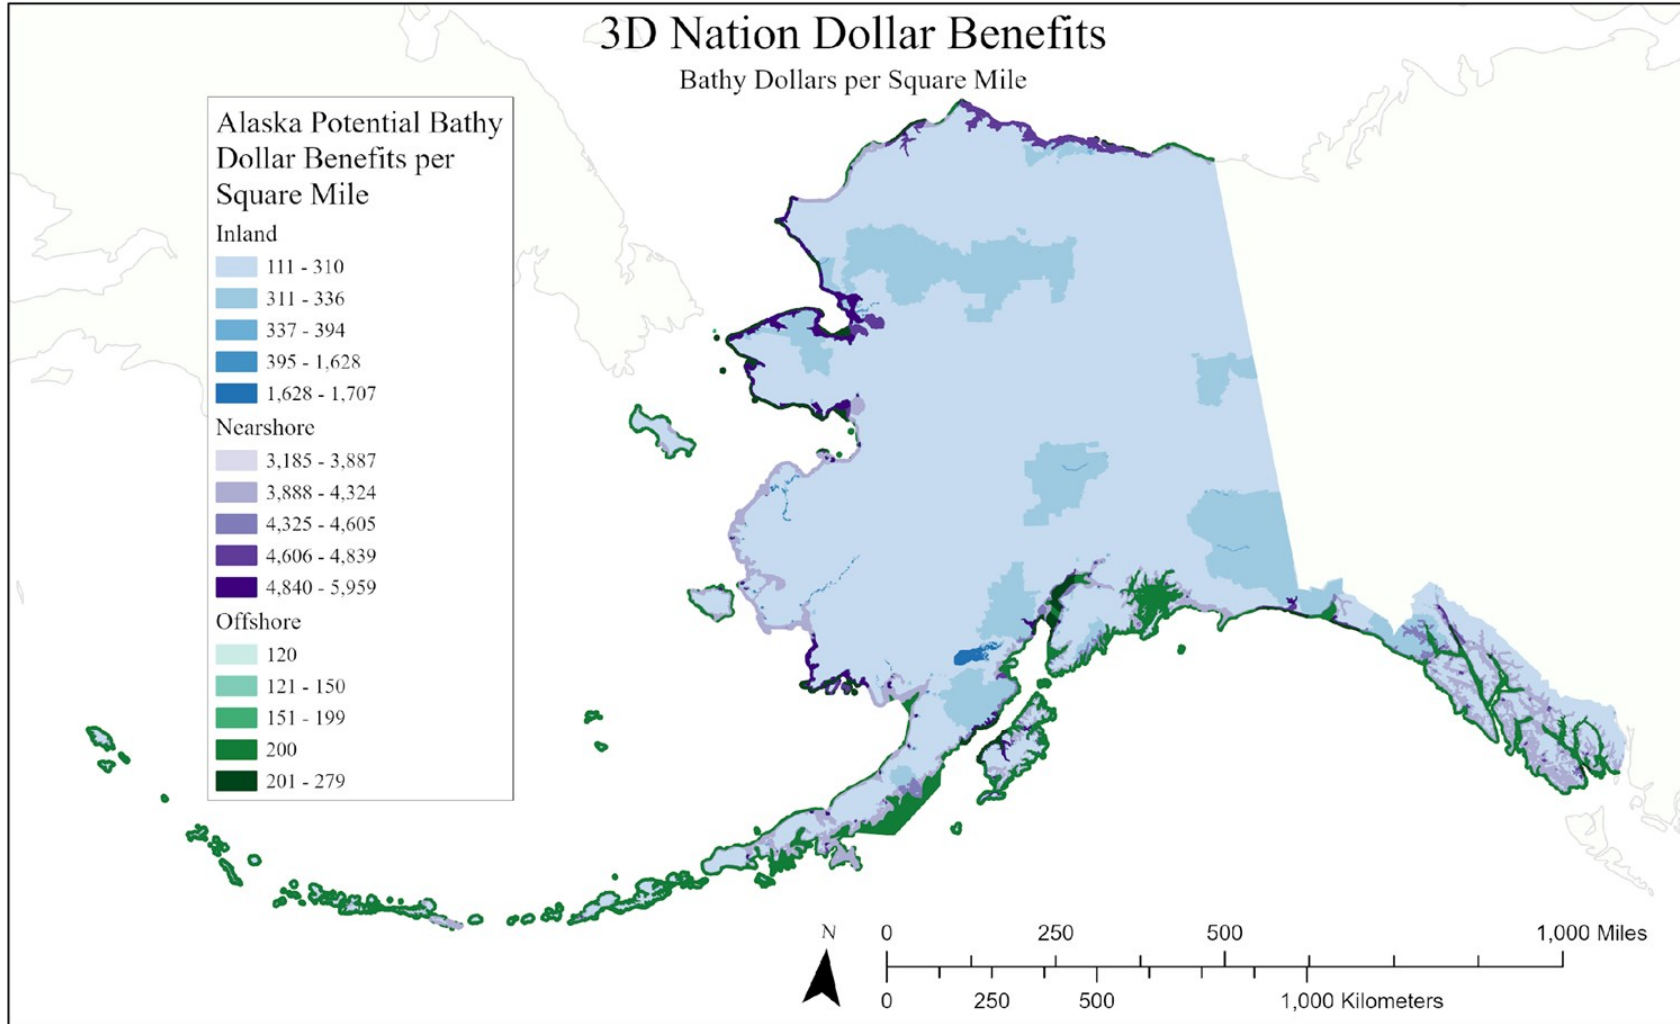 3D Nation Dollar Benefits
Bathy Dollars per Square Mile
Alaska Potential Bathy
Dollar Benefits per
Square Mile
Inland
111 - 310
311 - 336
337 - 394
395 - 1,628
1,628 - 1,707
Nearshore
3,185 - 3,887
3,888 - 4,324
4,325 - 4,605
4,606 - 4,839
4,840 - 5,959
Offshore
120
121 - 150
151 - 199
200
201 - 279
N
0 250 500 1,000 Miles
0 250 500 1,000 Kilometers